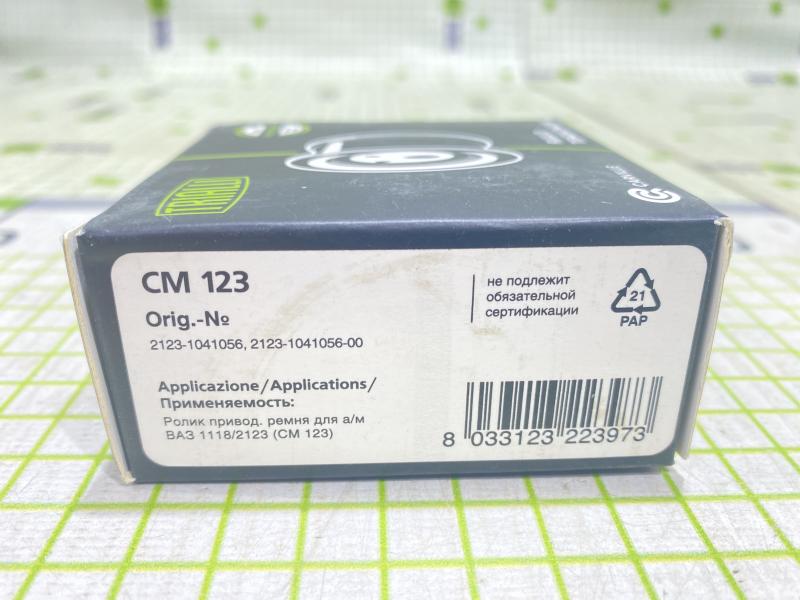 TRIALLI
CM 123
Orig.-№
2123-1041056, 2123-1041056-00
Applicazione/Applications/
Применяемость:
Ролик привод. ремня для а/м
ВАЗ 1118/2123 (CM 123)
не подлежит
обязательной
сертификации
21
PAP
8 033123 223973